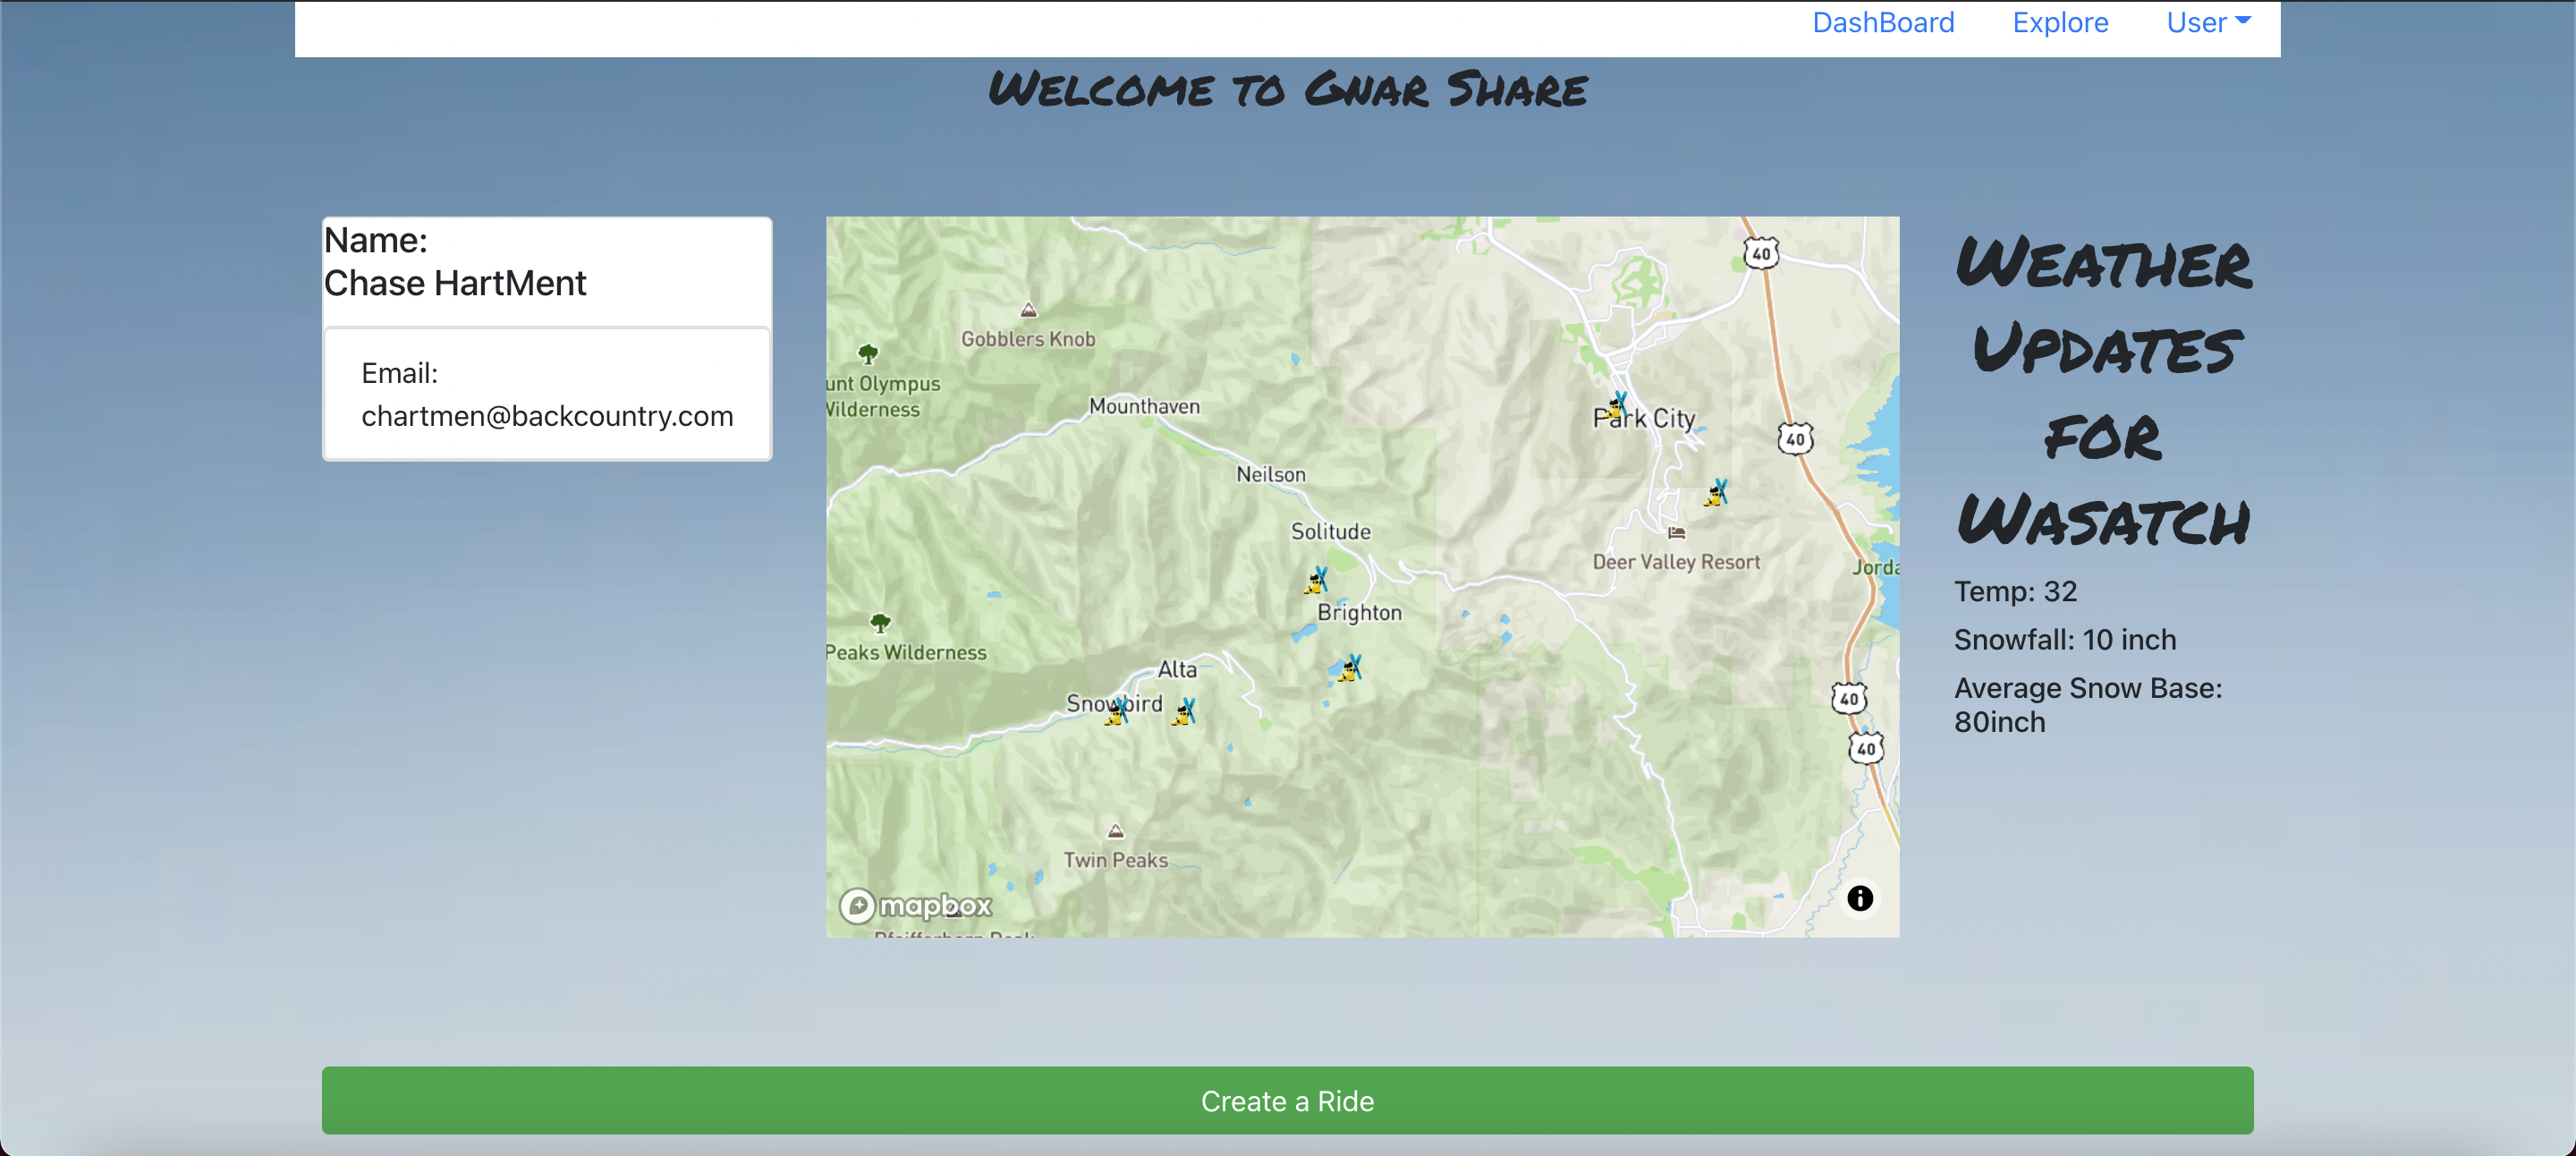 DashBoard Explore User
Welcome to Gnar Share
Name:
Chase HartMent
Email:
chartmen@backcountry.com
40
Gobblers Knob
unt Olympus
Wilderness
Mounthaven
Park City
40
Neilson
Solitude
Deer Valley Resort
Jorda
Brighton
Peaks Wilderness
Alta
Snowbird
40
40
Twin Peaks
mapbox
Pfeifferhorn Peak
Weather
Updates
for
Wasatch
Temp: 32
Snowfall: 10 inch
Average Snow Base:
80inch
Create a Ride